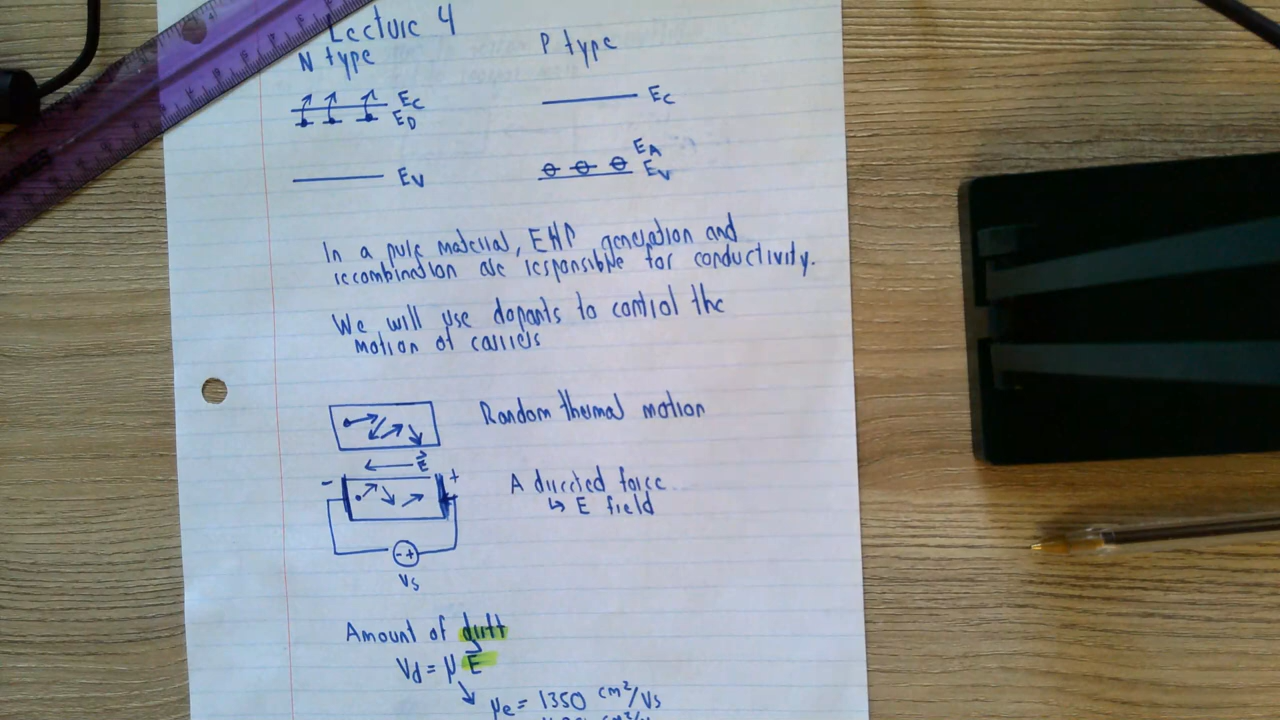 Lecture 4
N type
P type
Ec
ED
Ev
Ec
EA
Ev
In a pure material, EHP generation and
recombination are responsible for conductivity.
We will use dopants to control the
motion of carriers
Random thermal motion
E
- +
A directed force
↳ E field
- +
Vs
Amount of drift
Vd = μ E
μe = 1350 cm²/Vs